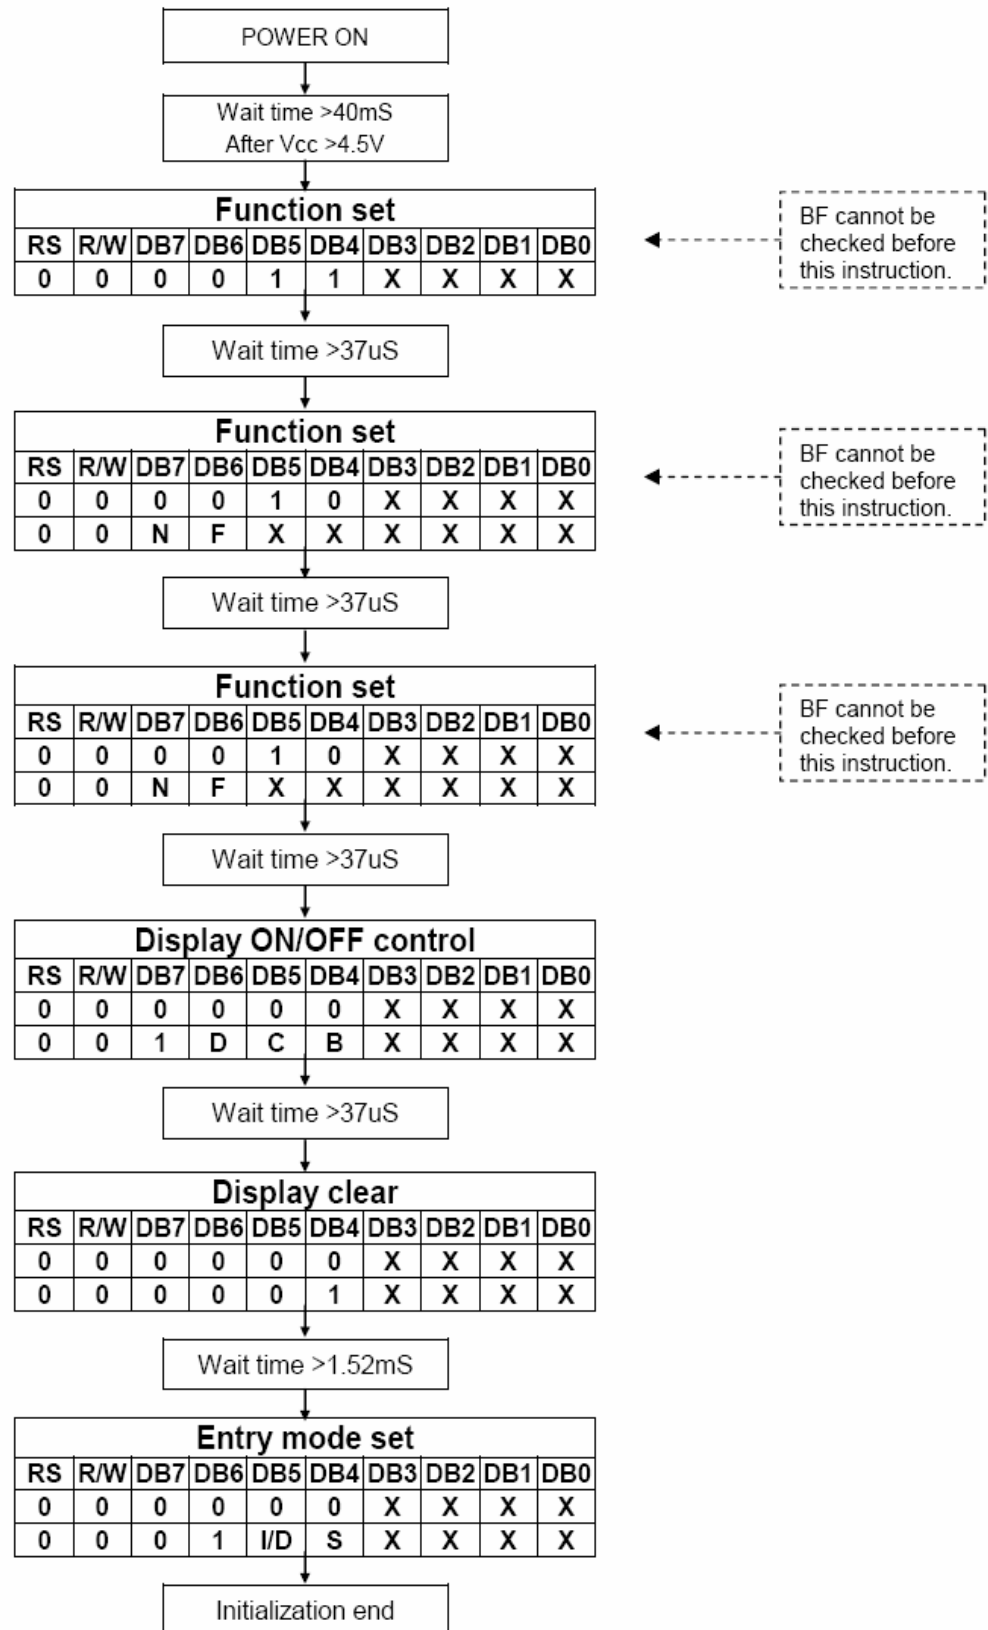 POWER ON
Wait time >40mS
After Vcc >4.5V
Function set
RS R/W DB7 DB6 DB5 DB4 DB3 DB2 DB1 DB0
0 0 0 0 1 1 X X X X
BF cannot be
checked before
this instruction.
Wait time >37uS
Function set
RS R/W DB7 DB6 DB5 DB4 DB3 DB2 DB1 DB0
0 0 0 0 1 0 X X X X
0 0 N F X X X X X X
BF cannot be
checked before
this instruction.
Wait time >37uS
Function set
RS R/W DB7 DB6 DB5 DB4 DB3 DB2 DB1 DB0
0 0 0 0 1 0 X X X X
0 0 N F X X X X X X
BF cannot be
checked before
this instruction.
Wait time >37uS
Display ON/OFF control
RS R/W DB7 DB6 DB5 DB4 DB3 DB2 DB1 DB0
0 0 0 0 0 0 X X X X
0 0 1 D C B X X X X
Wait time >37uS
Display clear
RS R/W DB7 DB6 DB5 DB4 DB3 DB2 DB1 DB0
0 0 0 0 0 0 X X X X
0 0 0 0 0 1 X X X X
Wait time >1.52mS
Entry mode set
RS R/W DB7 DB6 DB5 DB4 DB3 DB2 DB1 DB0
0 0 0 0 0 0 X X X X
0 0 0 1 I/D S X X X X
Initialization end